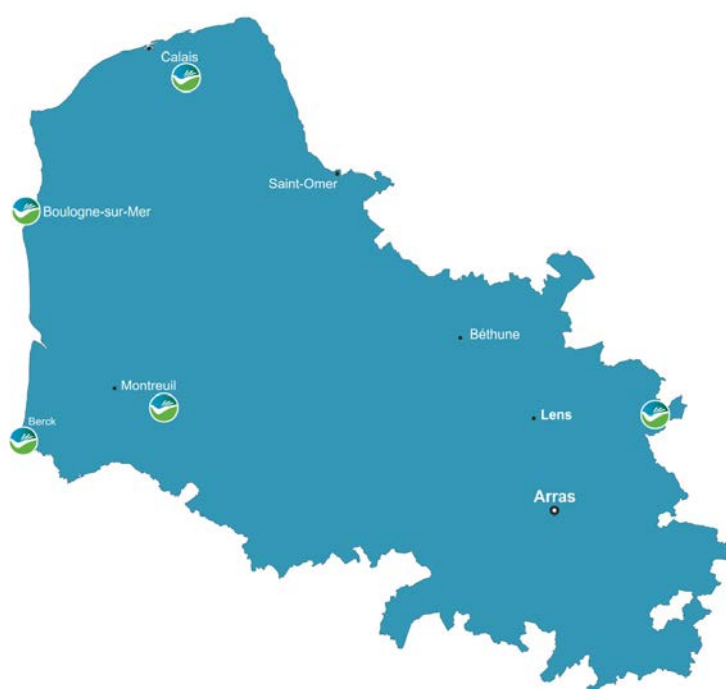 Calais
Saint-Omer
Boulogne-sur-Mer
Béthune
Montreuil
Lens
Berck
Arras